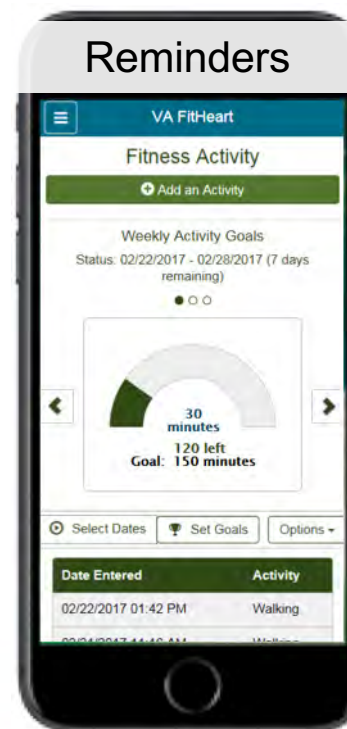 Reminders
VA FitHeart
Fitness Activity
Add an Activity
Weekly Activity Goals
Status: 02/22/2017 - 02/28/2017 (7 days
remaining)
30
minutes
120 left
Goal: 150 minutes
Select Dates Set Goals Options
Date Entered Activity
02/22/2017 01:42 PM Walking